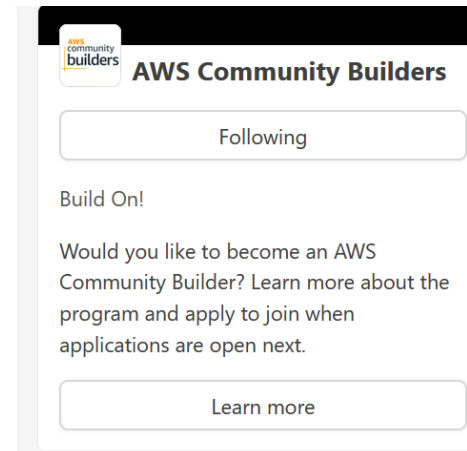 aws
community
builders
AWS Community Builders
Following
Build On!
Would you like to become an AWS
Community Builder? Learn more about the
program and apply to join when
applications are open next.
Learn more